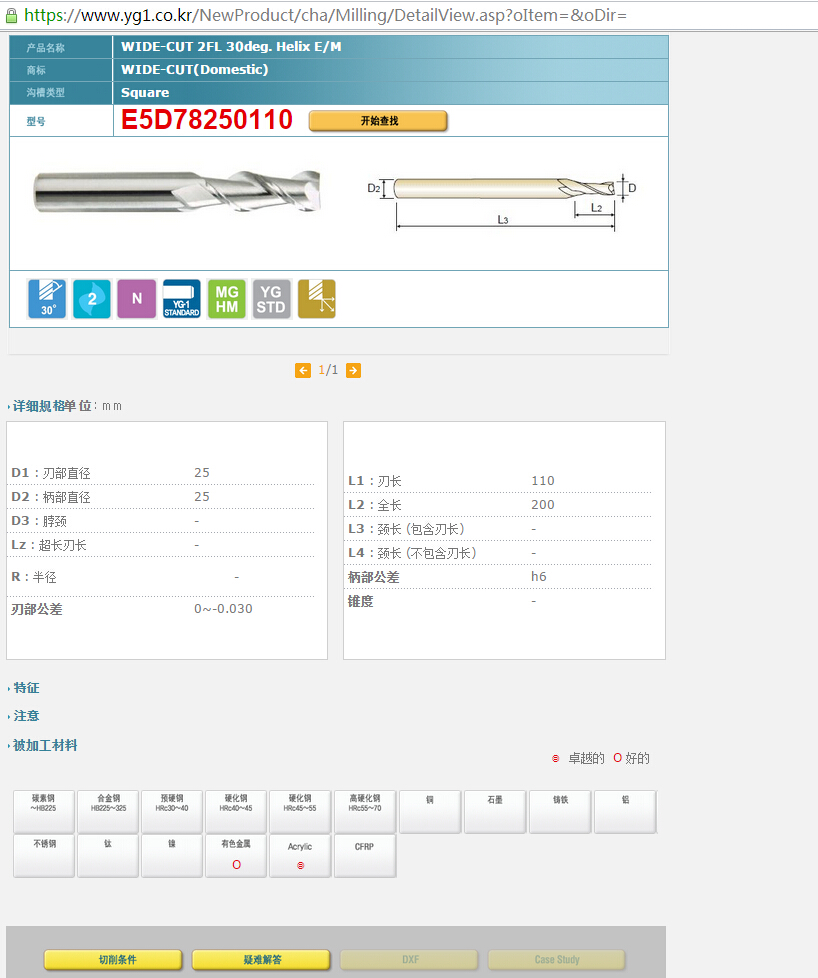 https://www.yg1.co.kr/NewProduct/cha/Milling/DetailView.asp?oItem=&oDir=
产品名称 WIDE-CUT 2FL 30deg. Helix E/M
商标 WIDE-CUT(Domestic)
沟槽类型 Square
型号 E5D78250110 开始查找
D2 D
L2
L3
30° 2 N YG-1 STANDARD MG HM YG STD
1/1
详细规格单位 : mm
D1 : 刃部直径 25
D2 : 柄部直径 25
D3 : 脖颈 -
Lz : 超长刃长 -
R : 半径 -
刃部公差 0~-0.030
L1 : 刃长 110
L2 : 全长 200
L3 : 颈长 (包含刃长) -
L4 : 颈长 (不包含刃长) -
柄部公差 h6
锥度 -
特征
注意
被加工材料
◎ 卓越的 O 好的
碳素钢 ~HB225
合金钢 HB225~325
预硬钢 HRc30~40
硬化钢 HRc40~45
硬化钢 HRc45~55
高硬化钢 HRc55~70
铜
石墨
铸铁
铝
不锈钢
钛
镍
有色金属 O
Acrylic ◎
CFRP
切削条件 疑难解答 DXF Case Study